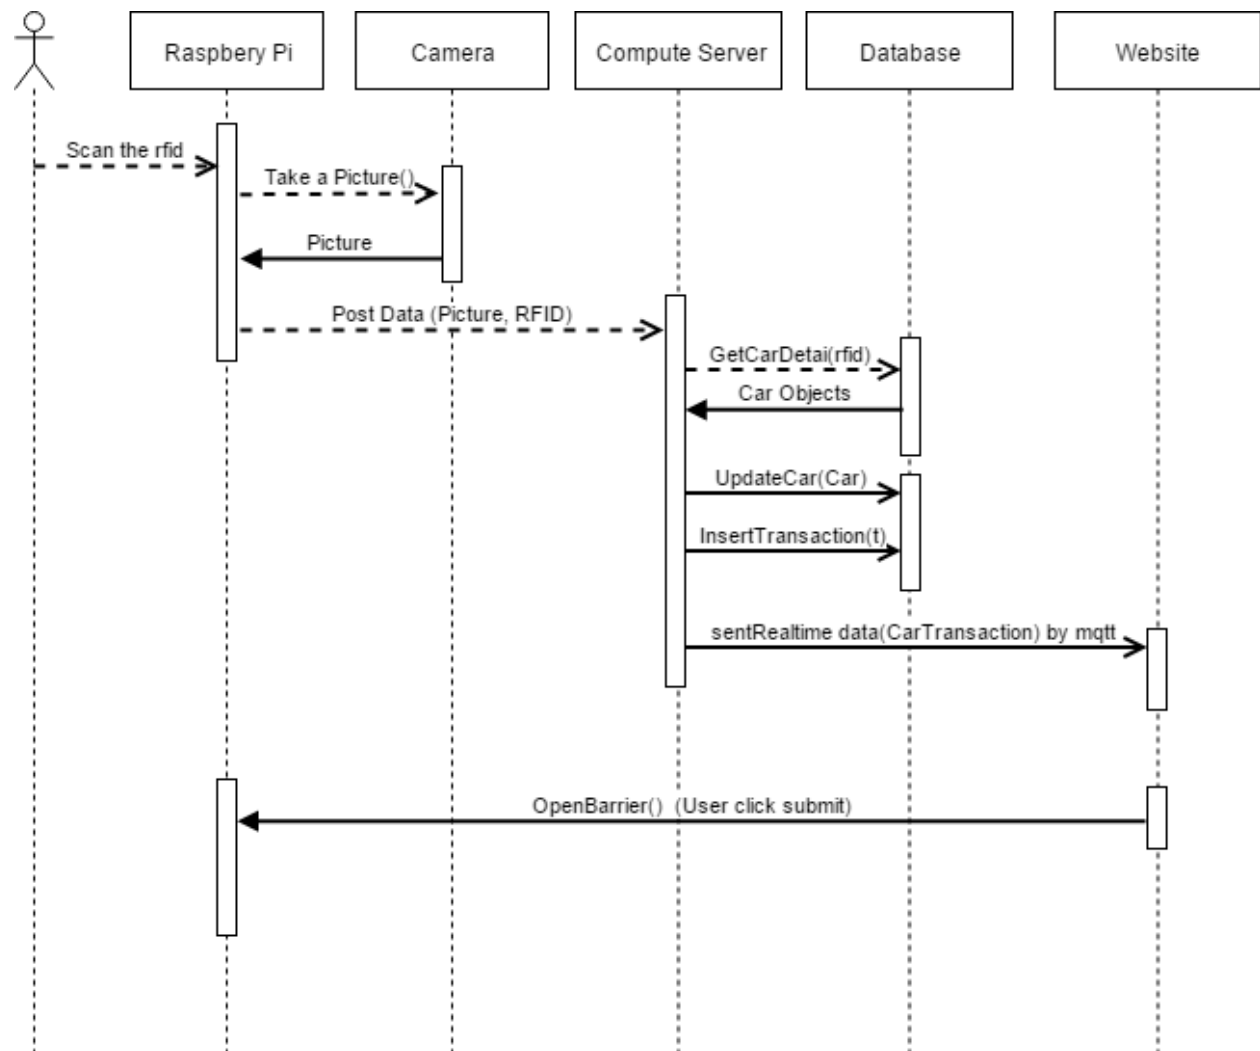 Raspbery Pi
Camera
Compute Server
Database
Website
Scan the rfid
Take a Picture()
Picture
Post Data (Picture, RFID)
GetCarDetai(rfid)
Car Objects
UpdateCar(Car)
InsertTransaction(t)
sentRealtime data(CarTransaction) by mqtt
OpenBarrier() (User click submit)